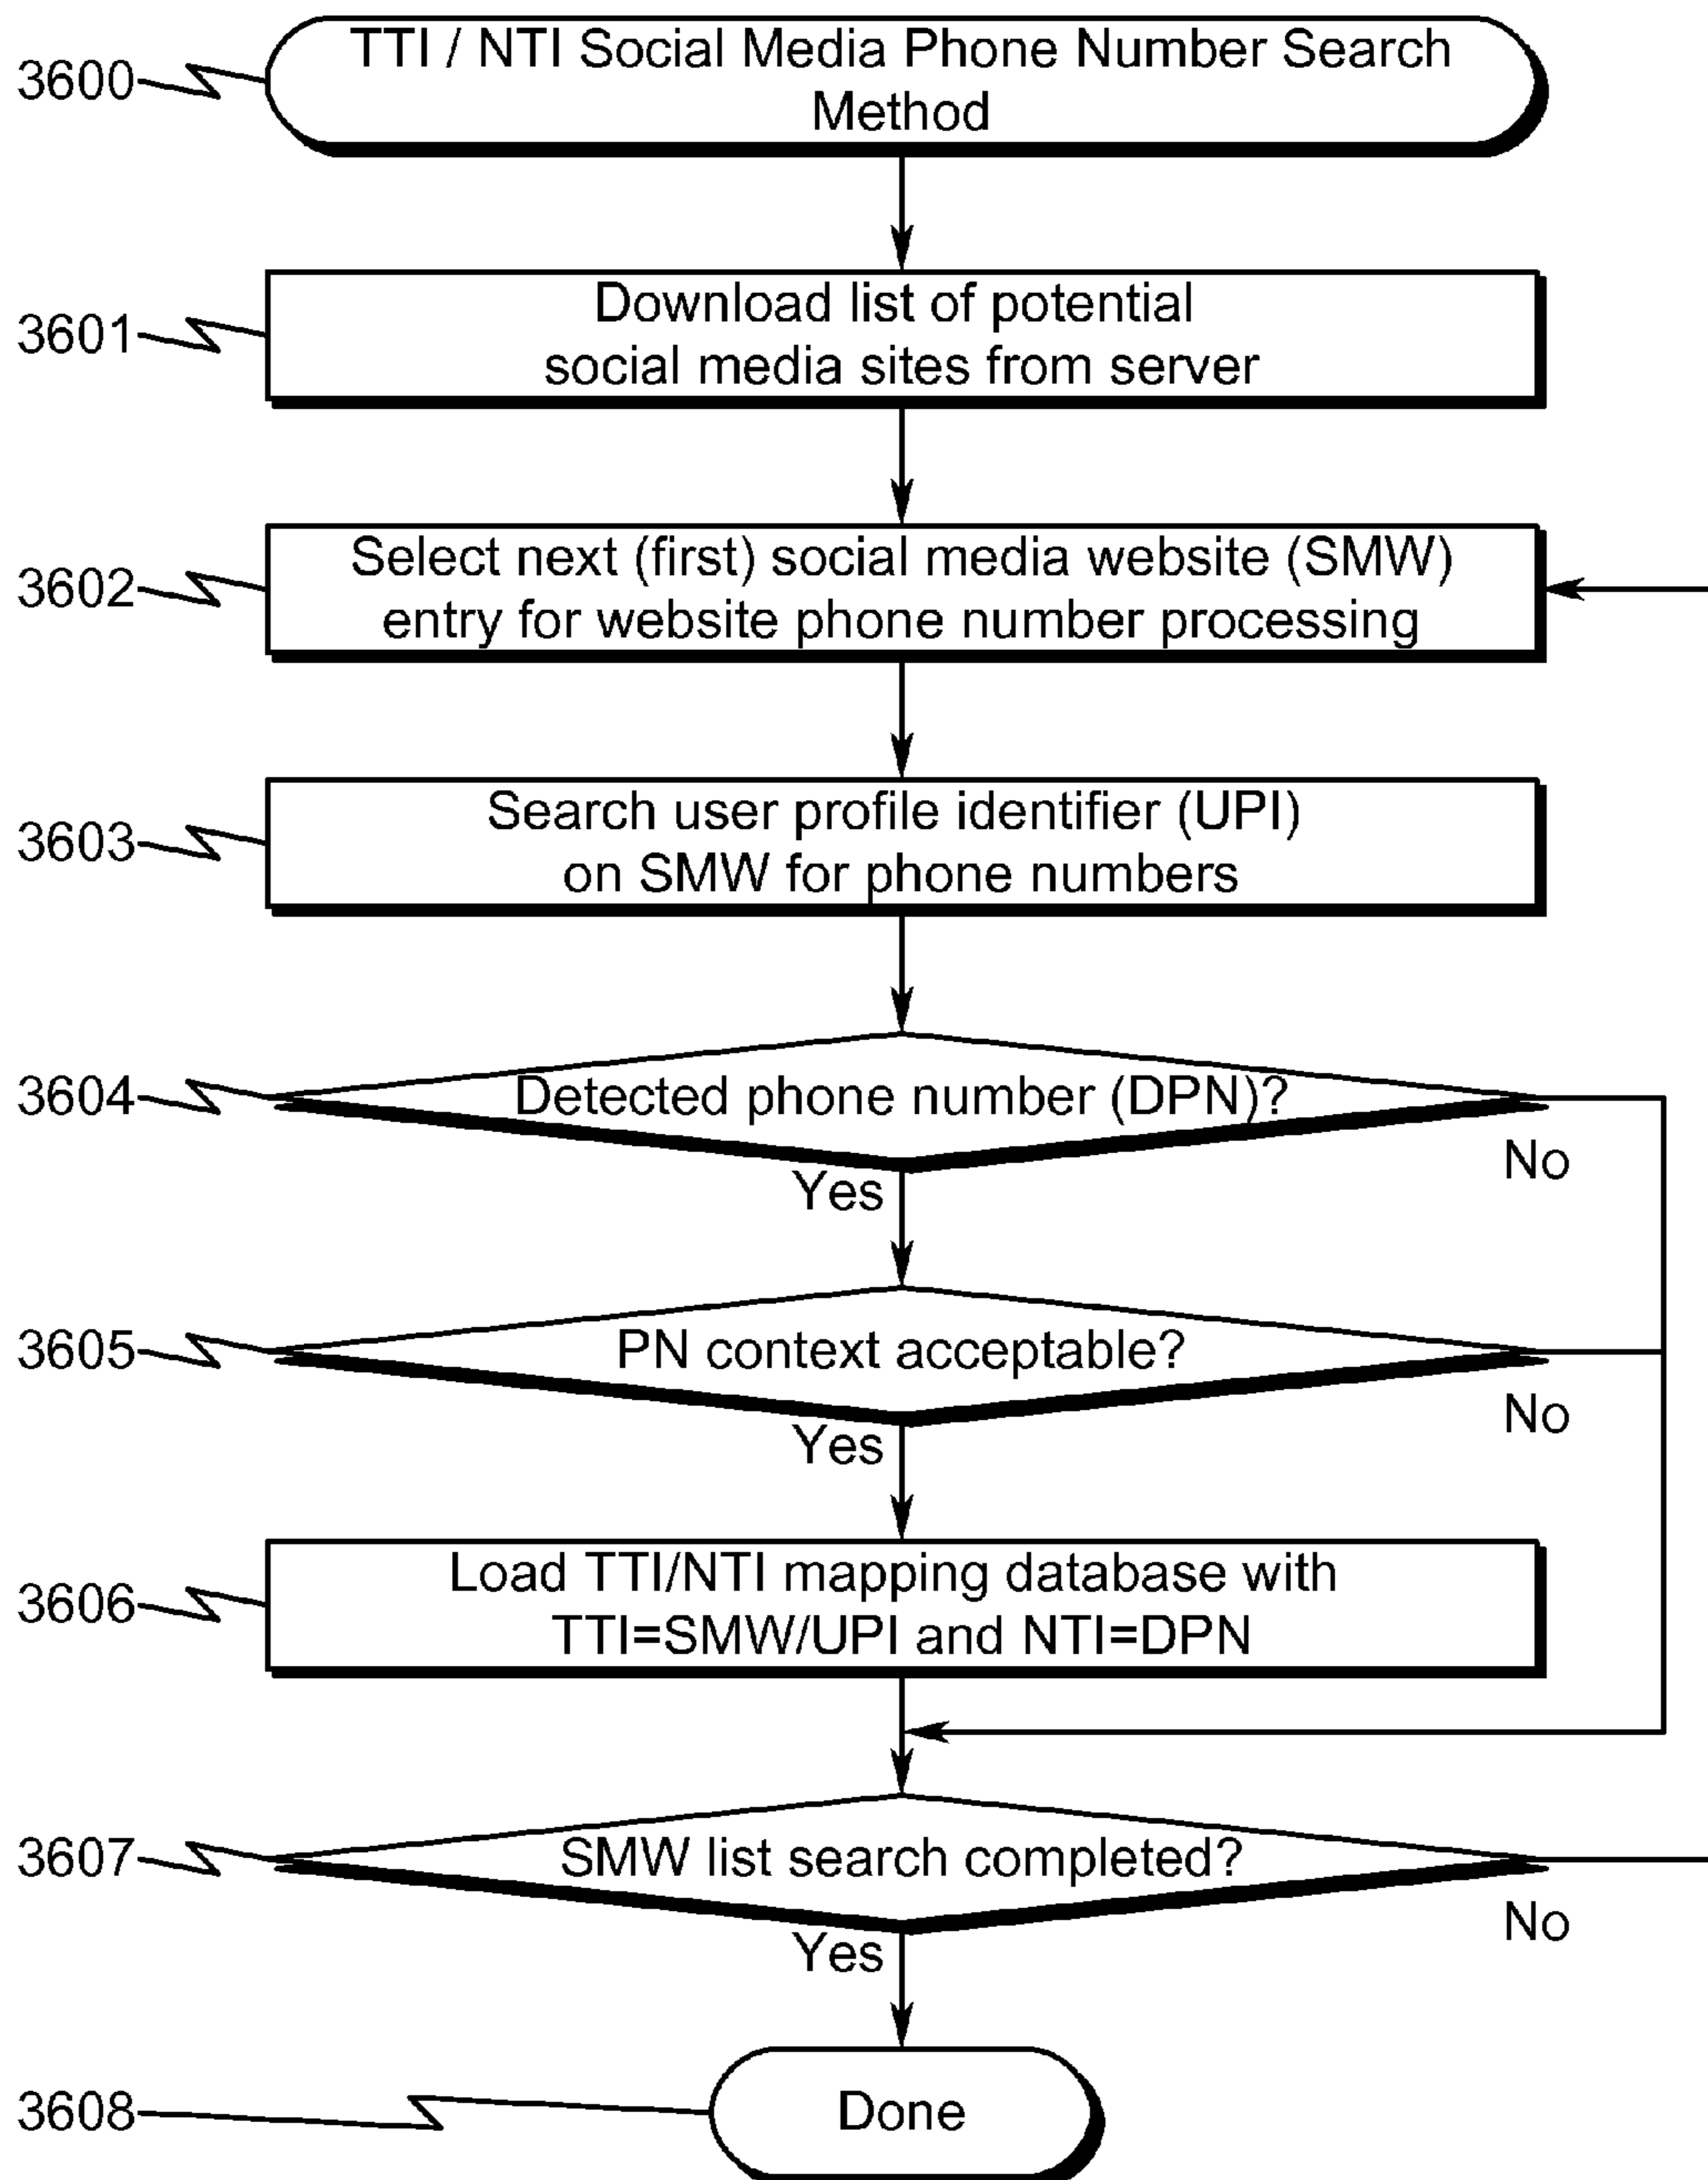 3600
TTI / NTI Social Media Phone Number Search
Method
3601
Download list of potential
social media sites from server
3602
Select next (first) social media website (SMW)
entry for website phone number processing
3603
Search user profile identifier (UPI)
on SMW for phone numbers
3604
Detected phone number (DPN)?
No
Yes
3605
PN context acceptable?
No
Yes
3606
Load TTI/NTI mapping database with
TTI=SMW/UPI and NTI=DPN
3607
SMW list search completed?
No
Yes
3608
Done